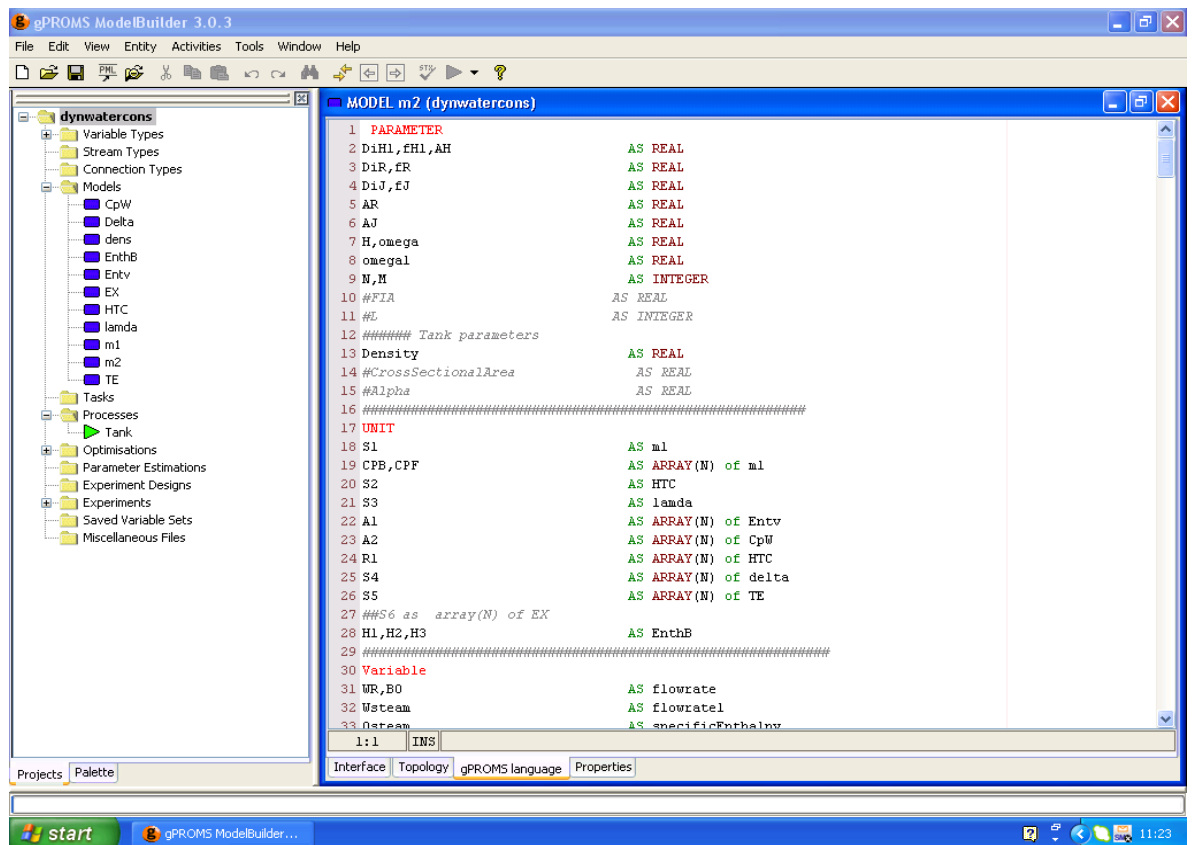 gPROMS ModelBuilder 3.0.3
File Edit View Entity Activities Tools Window Help
dynwatercons
Variable Types
Stream Types
Connection Types
Models
CpW
Delta
dens
EnthB
Entv
EX
HTC
lamda
m1
m2
TE
Tasks
Processes
Tank
Optimisations
Parameter Estimations
Experiment Designs
Experiments
Saved Variable Sets
Miscellaneous Files
Projects Palette
MODEL m2 (dynwatercons)
1 PARAMETER
2 DiH1,fH1,AH AS REAL
3 DiR,fR AS REAL
4 DiJ,fJ AS REAL
5 AR AS REAL
6 AJ AS REAL
7 H,omega AS REAL
8 omegal AS REAL
9 N,M AS INTEGER
10 #FIA AS REAL
11 #L AS INTEGER
12 ###### Tank parameters
13 Density AS REAL
14 #CrossSectionalArea AS REAL
15 #Alpha AS REAL
16 #########################################################
17 UNIT
18 S1 AS m1
19 CPB,CPF AS ARRAY(N) of m1
20 S2 AS HTC
21 S3 AS lamda
22 A1 AS ARRAY(N) of Entv
23 A2 AS ARRAY(N) of CpW
24 R1 AS ARRAY(N) of HTC
25 S4 AS ARRAY(N) of delta
26 S5 AS ARRAY(N) of TE
27 ##S6 as array(N) of EX
28 H1,H2,H3 AS EnthB
29 ############################################################
30 Variable
31 WR,B0 AS flowrate
32 Wsteam AS flowrate1
33 Qsteam AS specificEnthalpy
1:1 INS
Interface Topology gPROMS language Properties
start gPROMS ModelBuilder... 11:23